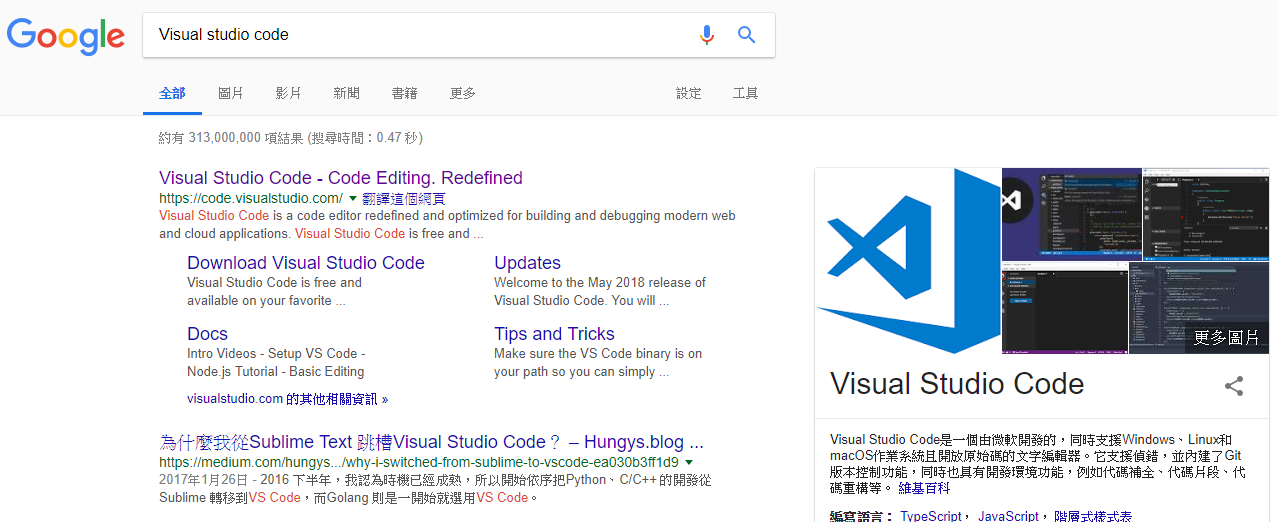 Google
Visual studio code
全部 圖片 影片 新聞 書籍 更多 設定 工具
約有 313,000,000 項結果 (搜尋時間：0.47 秒)
Visual Studio Code - Code Editing. Redefined
https://code.visualstudio.com/ ▼ 翻譯這個網頁
Visual Studio Code is a code editor redefined and optimized for building and debugging modern web
and cloud applications. Visual Studio Code is free and ...
Download Visual Studio Code
Visual Studio Code is free and
available on your favorite ...
Updates
Welcome to the May 2018 release of
Visual Studio Code. You will ...
Docs
Intro Videos - Setup VS Code -
Node.js Tutorial - Basic Editing
Tips and Tricks
Make sure the VS Code binary is on
your path so you can simply ...
visualstudio.com 的其他相關資訊 »
為什麼我從Sublime Text 跳槽Visual Studio Code？ – Hungys.blog ...
https://medium.com/hungys.../why-i-switched-from-sublime-to-vscode-ea030b3ff1d9 ▼
2017年1月26日 - 2016 下半年，我認為時機已經成熟，所以開始依序把Python、C/C++ 的開發從
Sublime 轉移到VS Code，而Golang 則是一開始就選用VS Code。
更多圖片
Visual Studio Code
Visual Studio Code是一個由微軟開發的，同時支援Windows、Linux和
macOS作業系統且開放原始碼的文字編輯器。它支援偵錯，並內建了Git
版本控制功能，同時也具有開發環境功能，例如代碼補全、代碼片段、代
碼重構等。 維基百科
編寫語言： TypeScript， JavaScript， 階層式樣式表